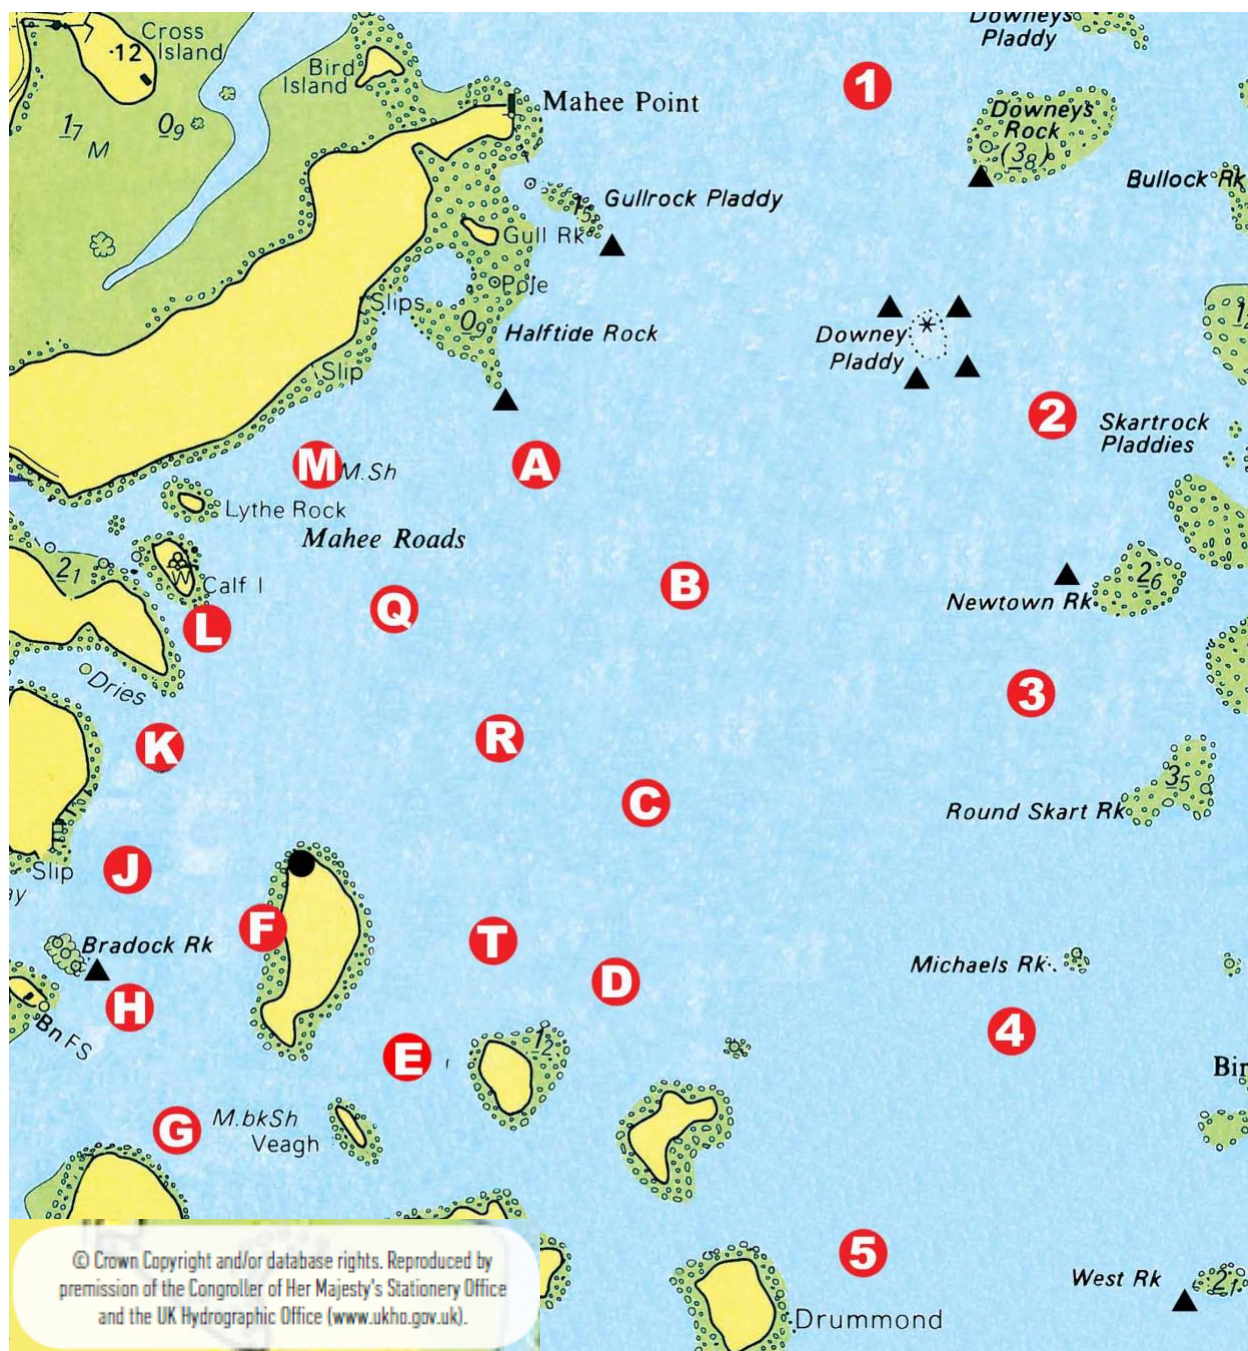 Downeys
Pladdy
Cross
Island
12
Bird
Island
1
Mahee Point
Downeys
Rock
(38)
17
M
09
Bullock Rk
Gullrock Pladdy
15
Gull Rk
Pole
Slips
09
Halftide Rock
Downey
Pladdy
Slip
2
Skartrock
Pladdies
M
M.Sh
A
Lythe Rock
Mahee Roads
21
W
Calf I
B
26
Newtown Rk
Q
L
Dries
3
K
R
C
35
Round Skart Rk
Slip
J
ay
F
T
Bradock Rk
Michaels Rk
D
H
4
Bn FS
E
12
Bir
G
M.bkSh
Veagh
5
West Rk
21
Drummond
© Crown Copyright and/or database rights. Reproduced by
premission of the Congroller of Her Majesty's Stationery Office
and the UK Hydrographic Office (www.ukho.gov.uk).